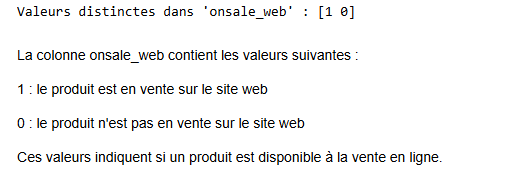 Valeurs distinctes dans 'onsale_web' : [1 0]
La colonne onsale_web contient les valeurs suivantes :
1 : le produit est en vente sur le site web
0 : le produit n'est pas en vente sur le site web
Ces valeurs indiquent si un produit est disponible à la vente en ligne.